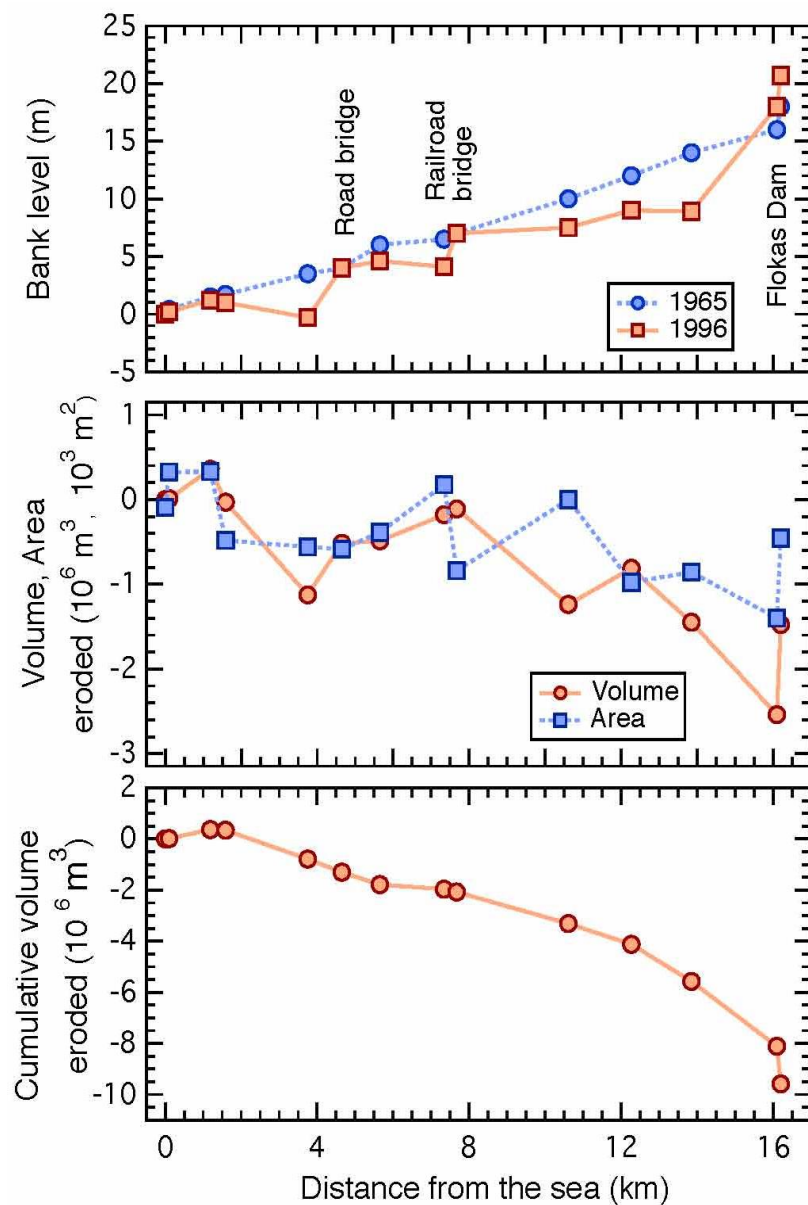 25
20
15
10
5
0
-5
Bank level (m)
Road bridge
Railroad
bridge
Flokas Dam
1965
1996
1
0
-1
-2
-3
Volume, Area
eroded (10⁶ m³, 10³ m²)
Volume
Area
2
0
-2
-4
-6
-8
-10
Cumulative volume
eroded (10⁶ m³)
0 4 8 12 16
Distance from the sea (km)